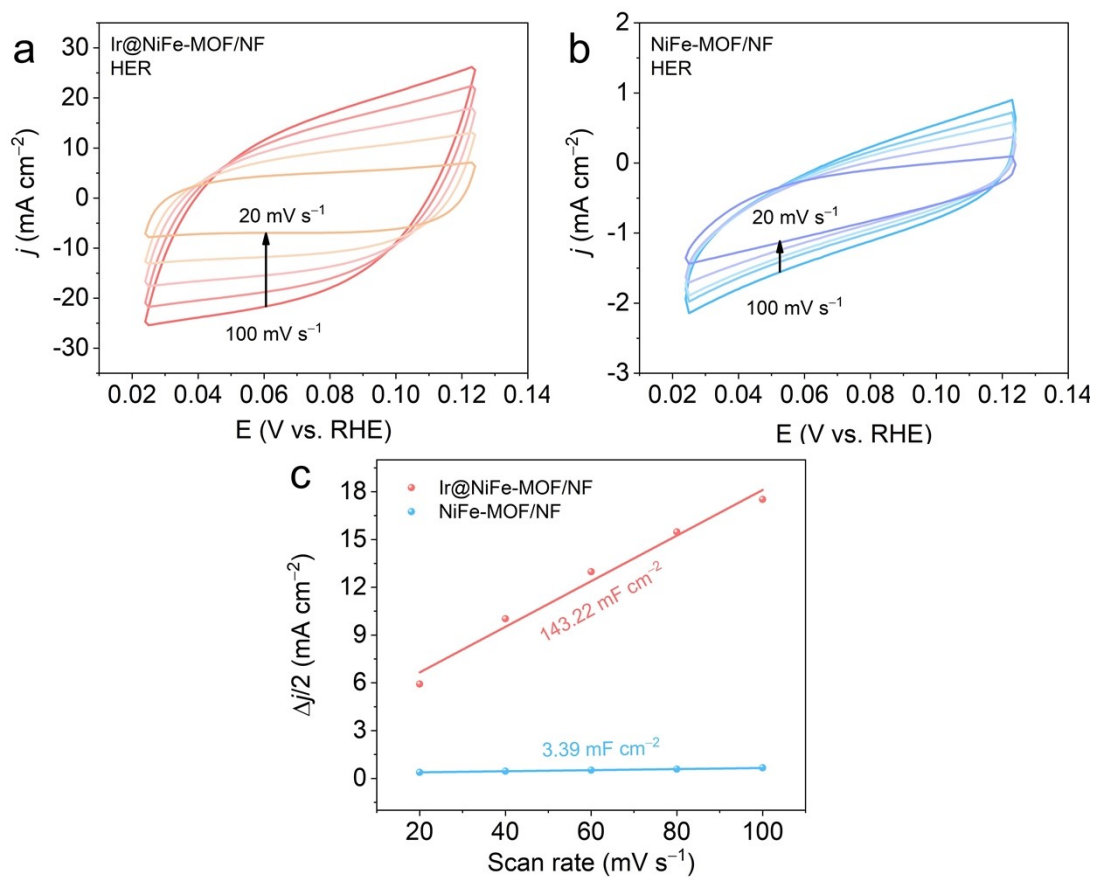 a
Ir@NiFe-MOF/NF
HER
35
30
20
10
0
-10
-20
-30
20 mV s⁻¹
100 mV s⁻¹
0.02 0.04 0.06 0.08 0.10 0.12 0.14
E (V vs. RHE)
j (mA cm⁻²)
b
NiFe-MOF/NF
HER
2
1
0
-1
-2
-3
20 mV s⁻¹
100 mV s⁻¹
0.02 0.04 0.06 0.08 0.10 0.12 0.14
E (V vs. RHE)
j (mA cm⁻²)
c
Ir@NiFe-MOF/NF
NiFe-MOF/NF
18
15
12
9
6
3
0
143.22 mF cm⁻²
3.39 mF cm⁻²
20 40 60 80 100
Scan rate (mV s⁻¹)
Δj/2 (mA cm⁻²)